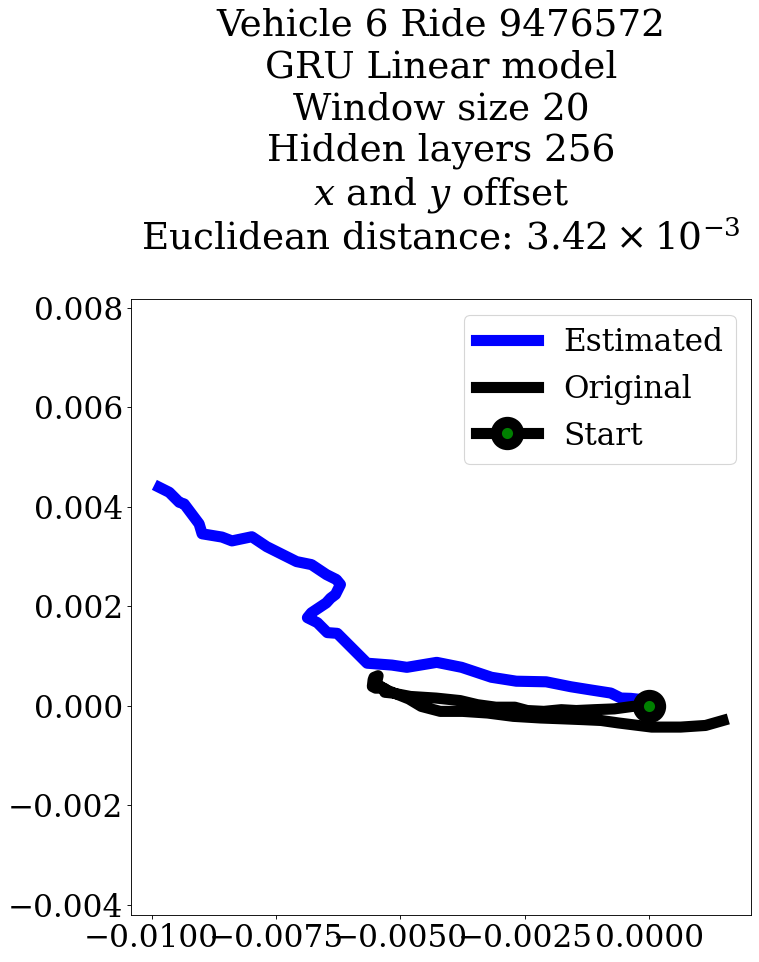 Vehicle 6 Ride 9476572
GRU Linear model
Window size 20
Hidden layers 256
x and y offset
Euclidean distance: 3.42 × 10⁻³
Estimated
Original
Start
0.008
0.006
0.004
0.002
0.000
−0.002
−0.004
−0.0100 −0.0075 −0.0050 −0.0025 0.0000